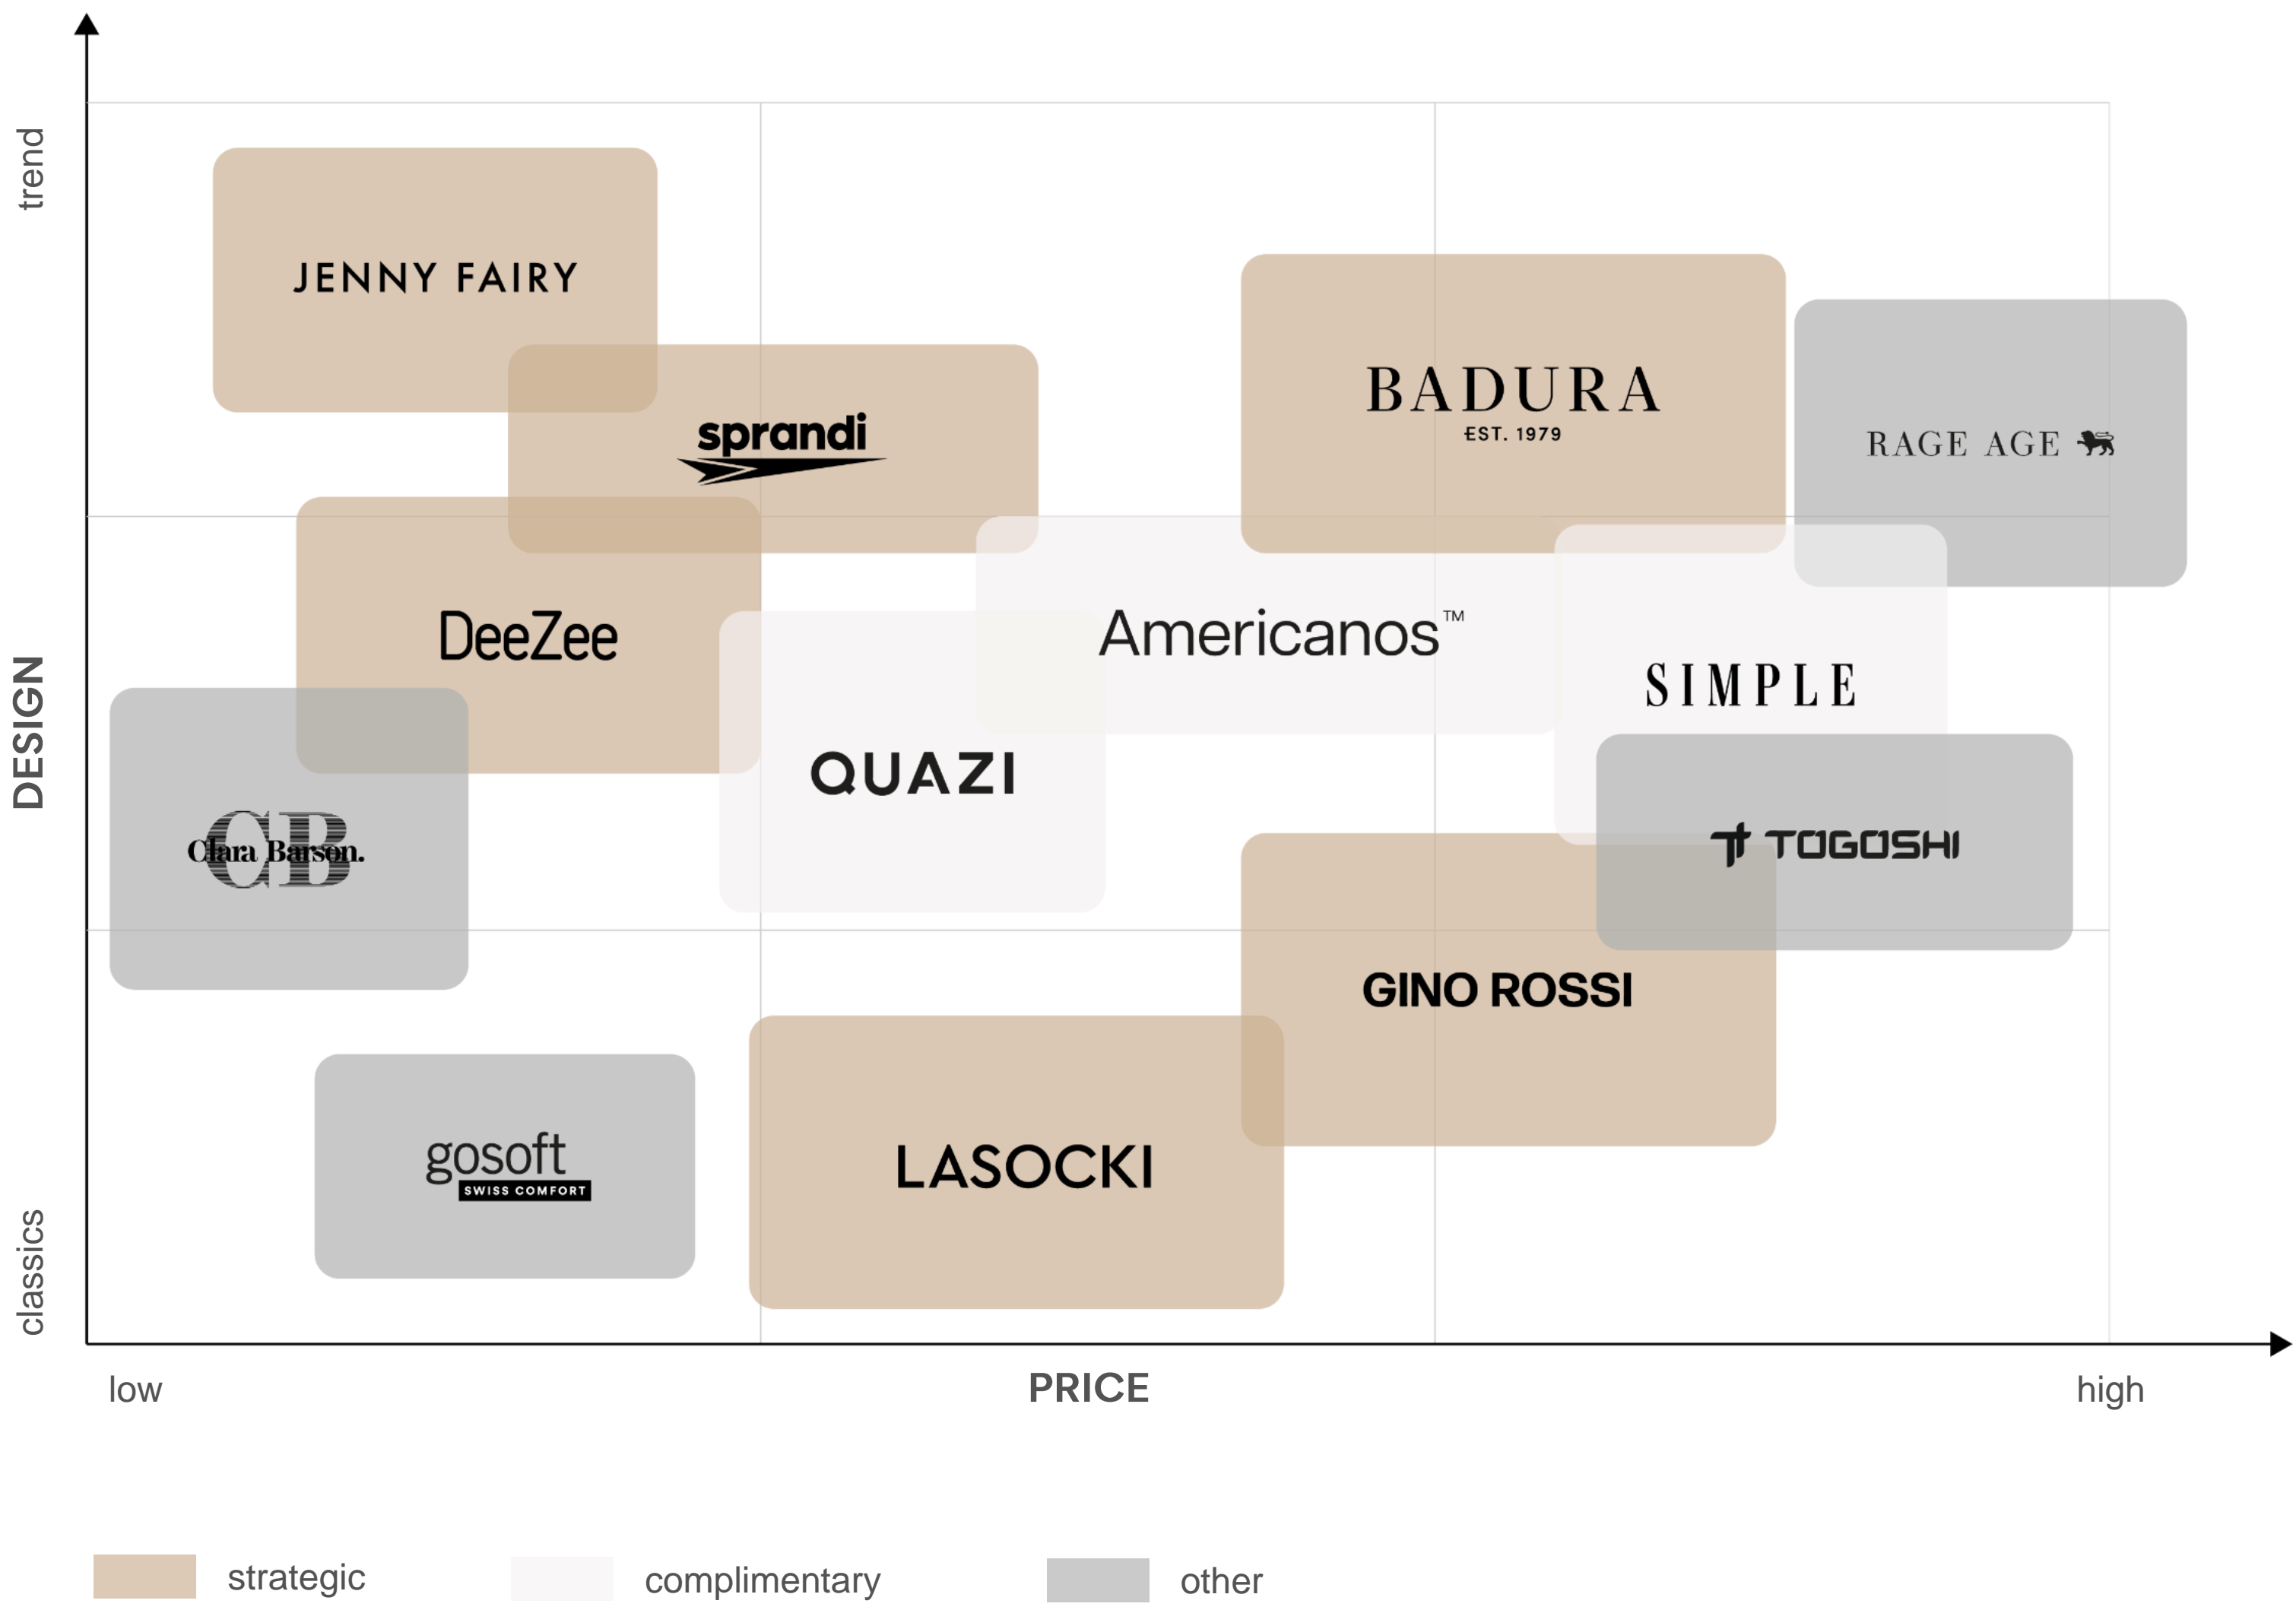 trend
JENNY FAIRY
BADURA
EST. 1979
sprandi
RAGE AGE
DeeZee
Americanos™
SIMPLE
DESIGN
QUAZI
CB
Clara Barson.
TOGOSHI
GINO ROSSI
gosoft
SWISS COMFORT
LASOCKI
classics
low
PRICE
high
strategic
complimentary
other